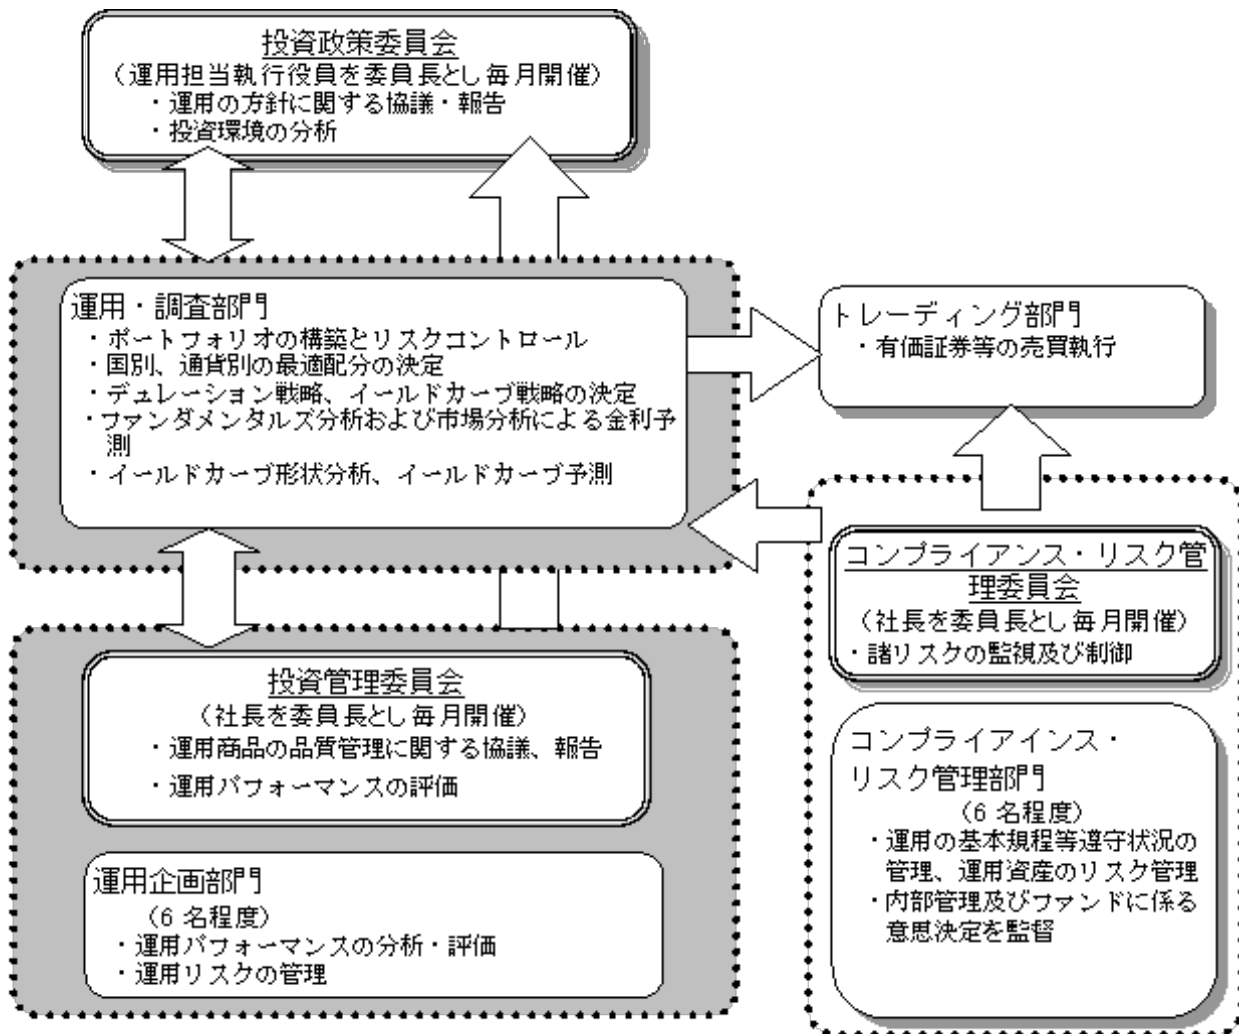 投資政策委員会
(運用担当執行役員を委員長とし毎月開催)
・運用の方針に関する協議・報告
・投資環境の分析
運用・調査部門
・ポートフォリオの構築とリスクコントロール
・国別、通貨別の最適配分の決定
・デュレーション戦略、イールドカーブ戦略の決定
・ファンダメンタルズ分析および市場分析による金利予
測
・イールドカーブ形状分析、イールドカーブ予測
トレーディング部門
・有価証券等の売買執行
投資管理委員会
(社長を委員長とし毎月開催)
・運用商品の品質管理に関する協議、報告
・運用パフォーマンスの評価
運用企画部門
(6 名程度)
・運用パフォーマンスの分析・評価
・運用リスクの管理
コンプライアンス・リスク管
理委員会
(社長を委員長とし毎月開催)
・諸リスクの監視及び制御
コンプライアインス・
リスク管理部門
(6 名程度)
・運用の基本規程等遵守状況の
管理、運用資産のリスク管理
・内部管理及びファンドに係る
意思決定を監督